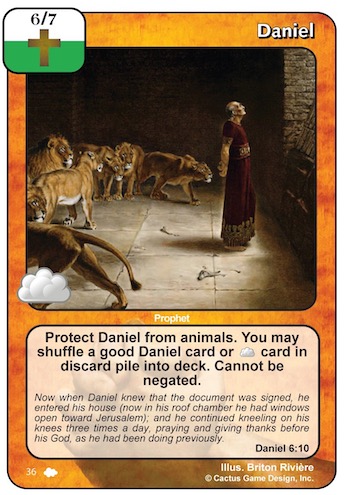 6/7
Daniel
Prophet
Protect Daniel from animals. You may
shuffle a good Daniel card or card in
discard pile into deck. Cannot be
negated.
Now when Daniel knew that the document was signed, he
entered his house (now in his roof chamber he had windows
open toward Jerusalem); and he continued kneeling on his
knees three times a day, praying and giving thanks before
his God, as he had been doing previously.
Daniel 6:10
36
Illus. Briton Rivière
© Cactus Game Design, Inc.